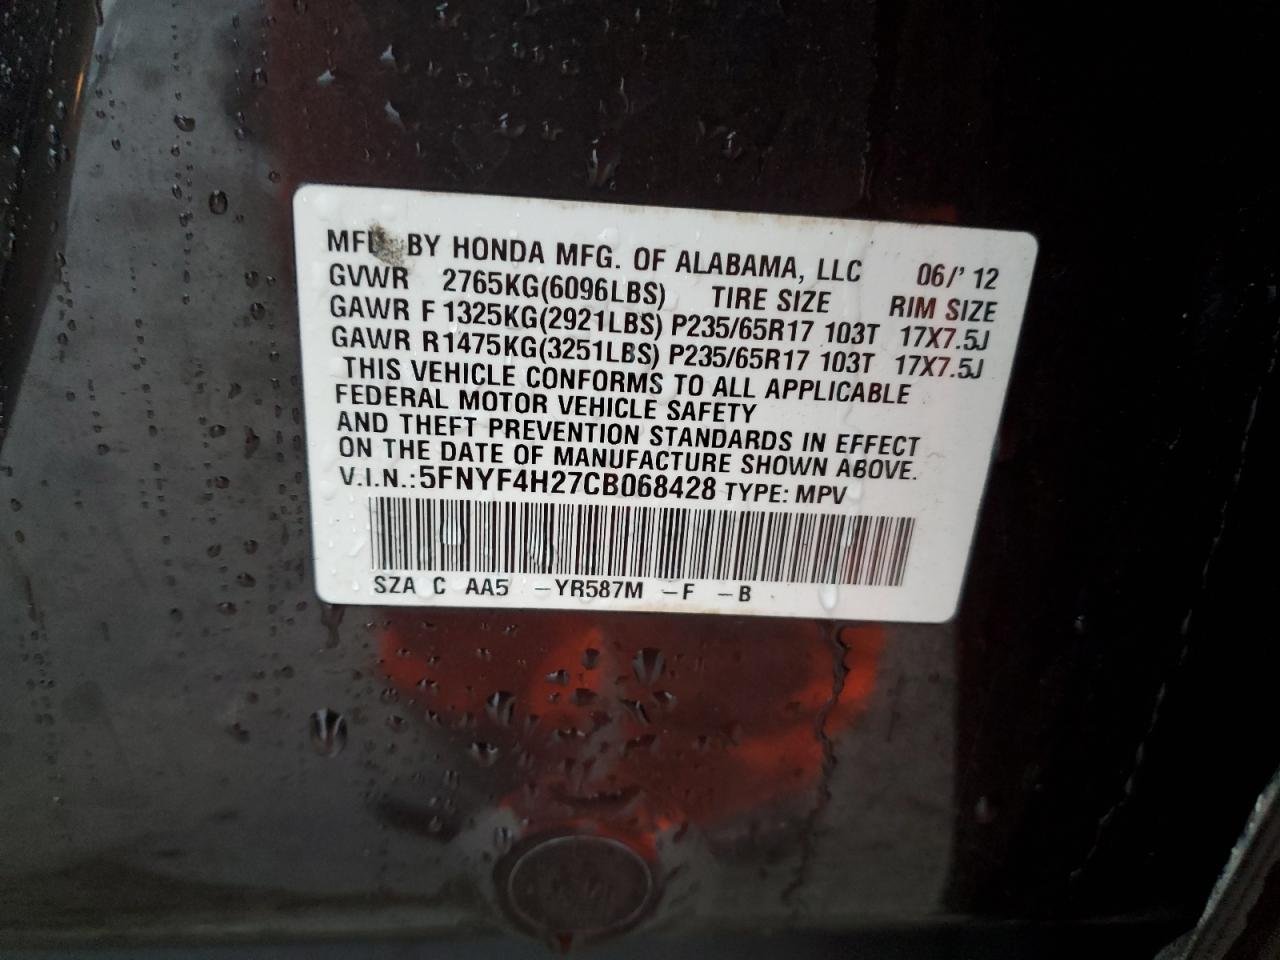 MFD BY HONDA MFG. OF ALABAMA, LLC 06/'12
GVWR 2765KG(6096LBS) TIRE SIZE RIM SIZE
GAWR F 1325KG(2921LBS) P235/65R17 103T 17X7.5J
GAWR R 1475KG(3251LBS) P235/65R17 103T 17X7.5J
THIS VEHICLE CONFORMS TO ALL APPLICABLE
FEDERAL MOTOR VEHICLE SAFETY
AND THEFT PREVENTION STANDARDS IN EFFECT
ON THE DATE OF MANUFACTURE SHOWN ABOVE.
V.I.N.:5FNYF4H27CB068428 TYPE: MPV
SZA C AA5 –YR587M –F –B